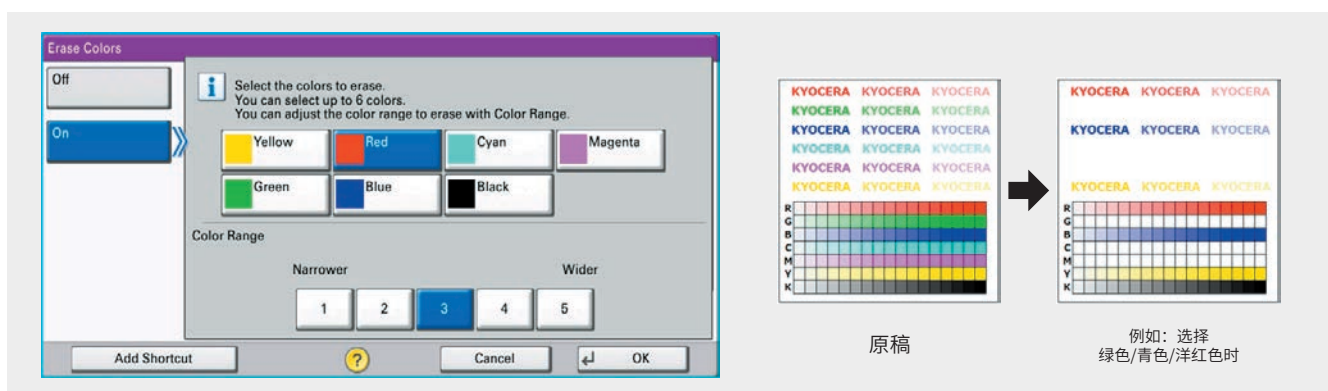 Erase Colors
Off
On
Select the colors to erase.
You can select up to 6 colors.
You can adjust the color range to erase with Color Range.
Yellow
Red
Cyan
Magenta
Green
Blue
Black
Color Range
Narrower
Wider
1
2
3
4
5
Add Shortcut
?
Cancel
OK
KYOCERA KYOCERA KYOCERA
KYOCERA KYOCERA KYOCERA
KYOCERA KYOCERA KYOCERA
KYOCERA KYOCERA KYOCERA
KYOCERA KYOCERA KYOCERA
KYOCERA KYOCERA KYOCERA
R
G
B
C
M
Y
K
原稿
KYOCERA KYOCERA KYOCERA
KYOCERA KYOCERA KYOCERA
KYOCERA KYOCERA KYOCERA
R
G
B
C
M
Y
K
例如：选择
绿色/青色/洋红色时